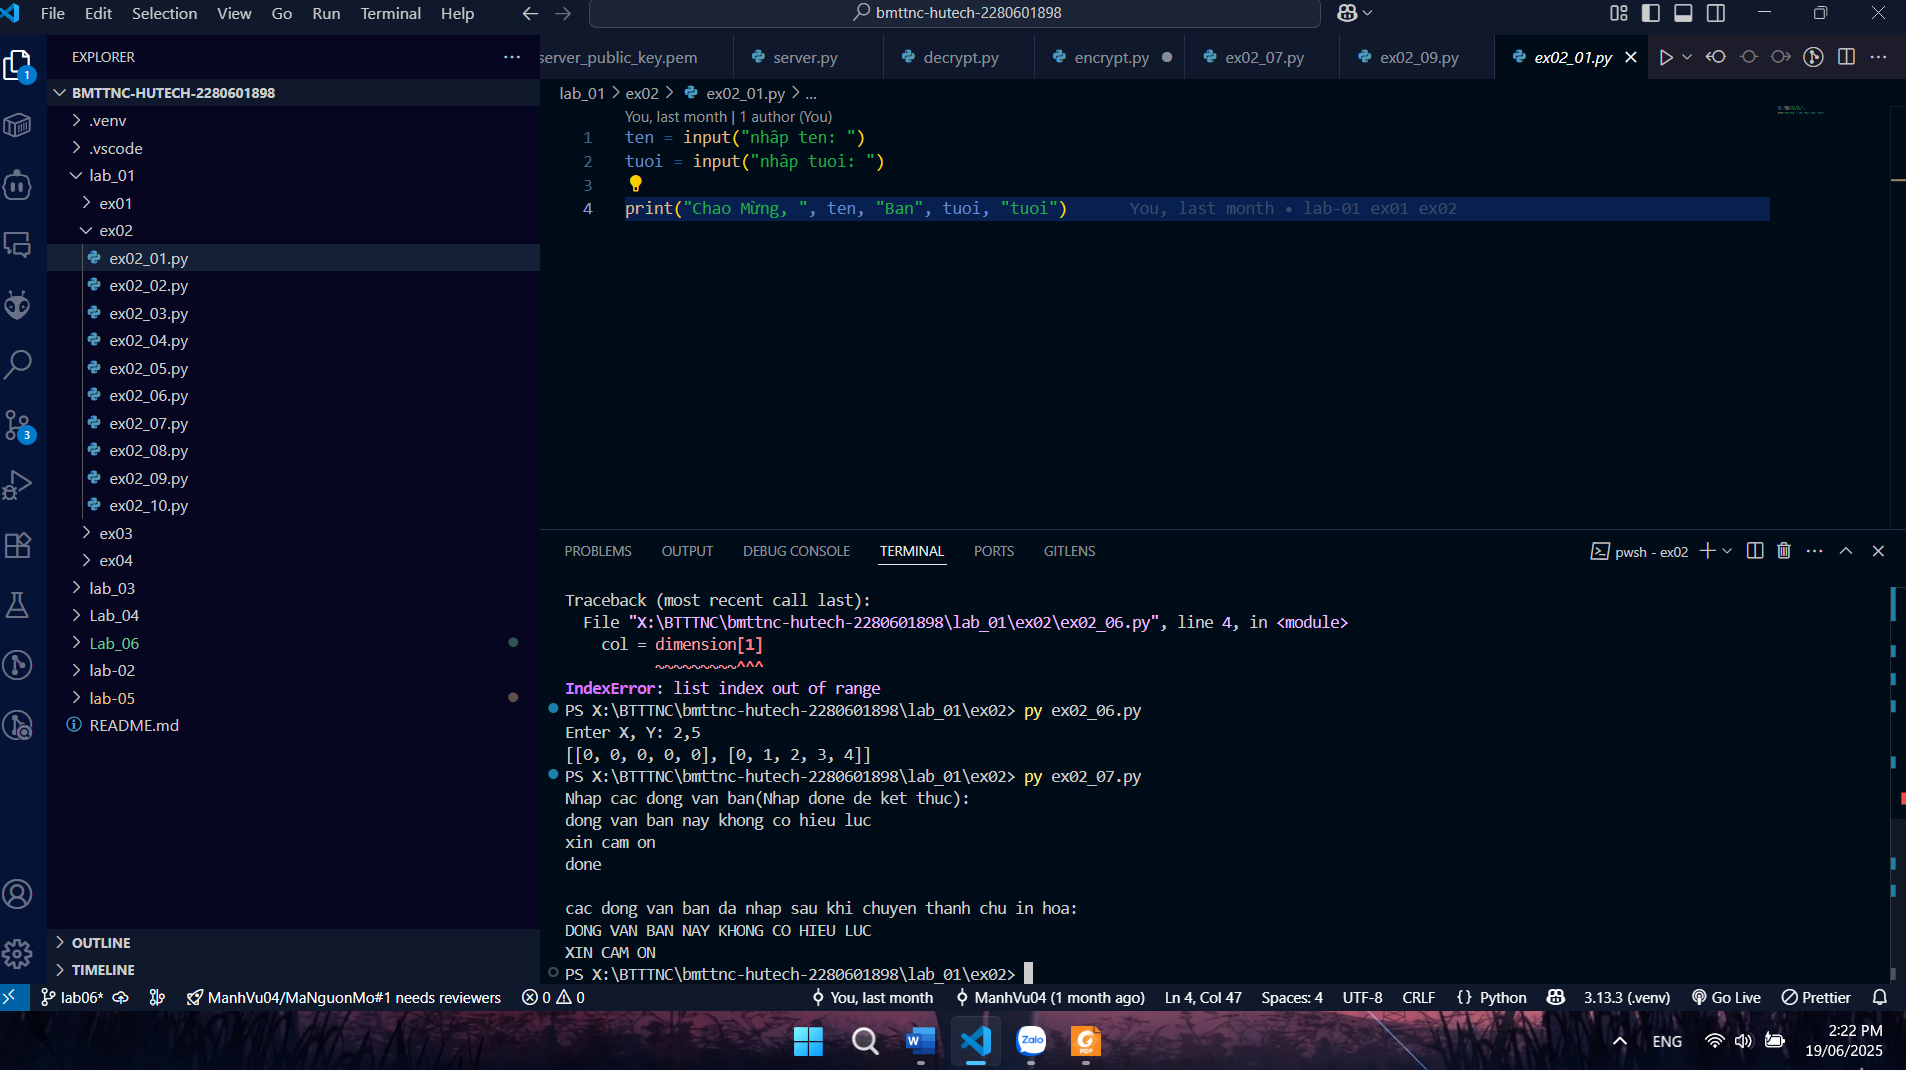 File Edit Selection View Go Run Terminal Help
bmttnc-hutech-2280601898
EXPLORER
server_public_key.pem
server.py
decrypt.py
encrypt.py
ex02_07.py
ex02_09.py
ex02_01.py
BMTTNC-HUTECH-2280601898
.venv
.vscode
lab_01
ex01
ex02
ex02_01.py
ex02_02.py
ex02_03.py
ex02_04.py
ex02_05.py
ex02_06.py
ex02_07.py
ex02_08.py
ex02_09.py
ex02_10.py
ex03
ex04
lab_03
Lab_04
Lab_06
lab-02
lab-05
README.md
OUTLINE
TIMELINE
1
3
lab_01 > ex02 > ex02_01.py > ...
You, last month | 1 author (You)
1 ten = input("nhâp ten: ")
2 tuoi = input("nhâp tuoi: ")
3
4 print("Chao Mừng, ", ten, "Ban", tuoi, "tuoi") You, last month • lab-01 ex01 ex02
PROBLEMS OUTPUT DEBUG CONSOLE TERMINAL PORTS GITLENS
pwsh - ex02
Traceback (most recent call last):
File "X:\BTTTNC\bmttnc-hutech-2280601898\lab_01\ex02\ex02_06.py", line 4, in <module>
col = dimension[1]
~~~~~~~~~^^^
IndexError: list index out of range
PS X:\BTTTNC\bmttnc-hutech-2280601898\lab_01\ex02> py ex02_06.py
Enter X, Y: 2,5
[[0, 0, 0, 0, 0], [0, 1, 2, 3, 4]]
PS X:\BTTTNC\bmttnc-hutech-2280601898\lab_01\ex02> py ex02_07.py
Nhap cac dong van ban(Nhap done de ket thuc):
dong van ban nay khong co hieu luc
xin cam on
done
cac dong van ban da nhap sau khi chuyen thanh chu in hoa:
DONG VAN BAN NAY KHONG CO HIEU LUC
XIN CAM ON
PS X:\BTTTNC\bmttnc-hutech-2280601898\lab_01\ex02>
lab06* ManhVu04/MaNguonMo#1 needs reviewers 0 0 You, last month ManhVu04 (1 month ago) Ln 4, Col 47 Spaces: 4 UTF-8 CRLF {} Python 3.13.3 (.venv) Go Live Prettier
W
Zalo
PDF
ENG
2:22 PM
19/06/2025